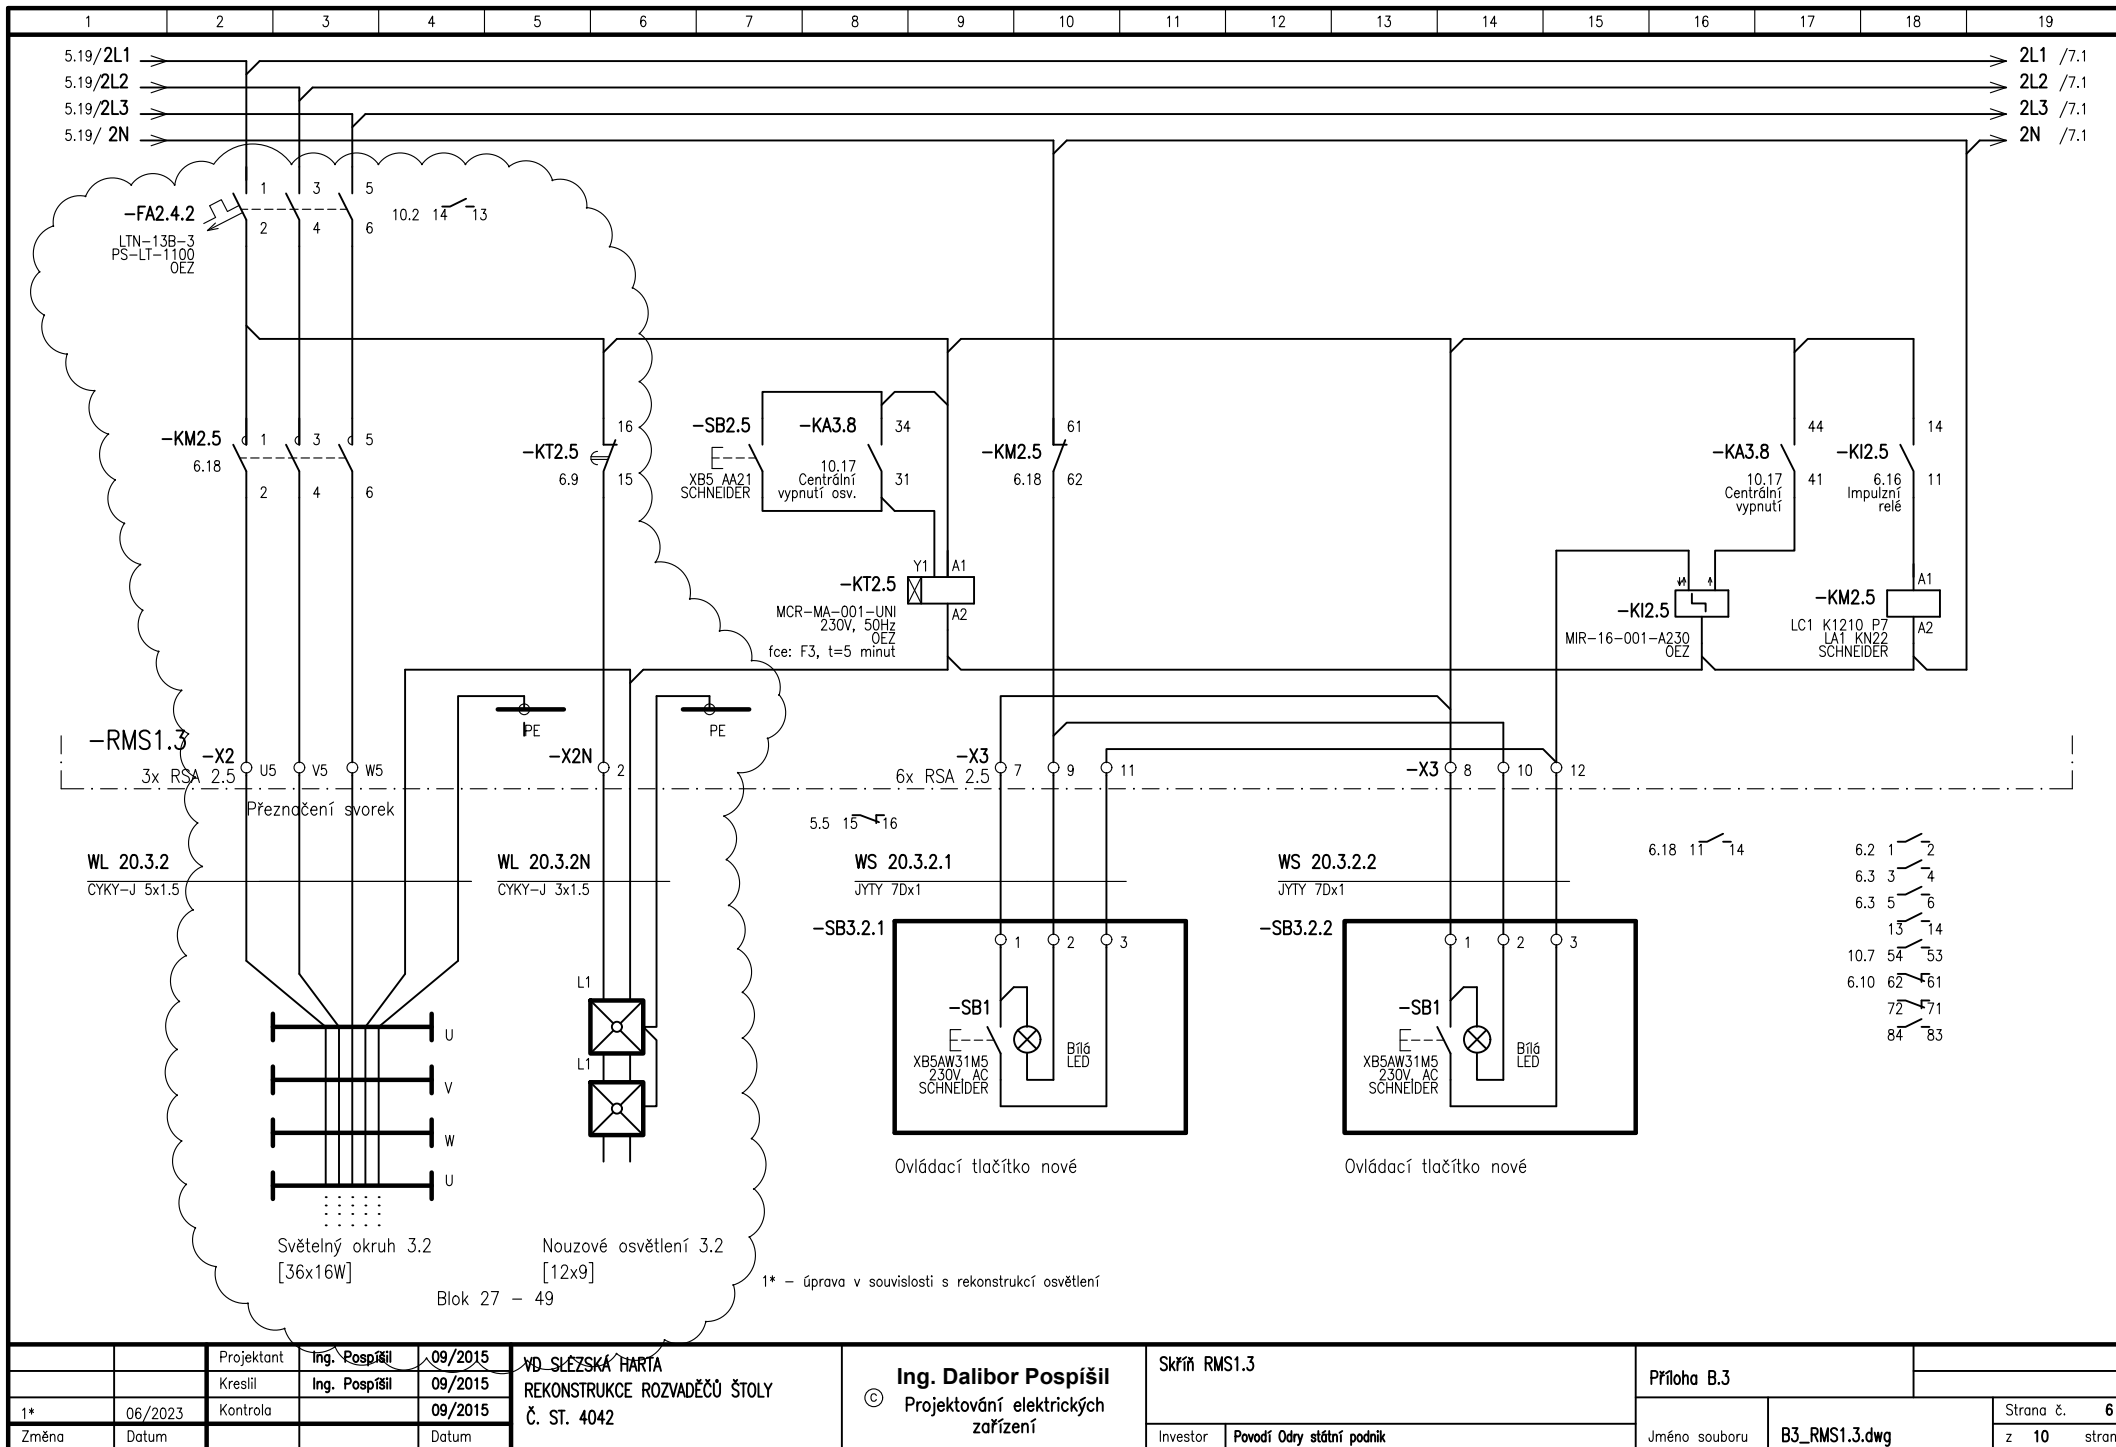 1 2 3 4 5 6 7 8 9 10 11 12 13 14 15 16 17 18 19
5.19/2L1 2L1 /7.1
5.19/2L2 2L2 /7.1
5.19/2L3 2L3 /7.1
5.19/ 2N 2N /7.1
1 3 5
-FA2.4.2 10.2 14 13
2 4 6
LTN-13B-3
PS-LT-1100
OEZ
-KM2.5 1 3 5
6.18
2 4 6
16
-KT2.5
6.9 15
-SB2.5
XB5 AA21
SCHNEIDER
-KA3.8 34
10.17
Centrální 31
vypnutí osv.
61
-KM2.5
6.18 62
44
-KA3.8
10.17 41
Centrální
vypnutí
14
-KI2.5
6.16 11
Impulzní
relé
Y1 A1
-KT2.5
A2
MCR-MA-001-UNI
230V, 50Hz
OEZ
fce: F3, t=5 minut
-KI2.5
MIR-16-001-A230
OEZ
A1
-KM2.5
A2
LC1 K1210 P7
LA1 KN22
SCHNEIDER
PE PE
-RMS1.3
-X2 U5 V5 W5
3x RSA 2.5
-X2N 2
-X3 7 9 11
6x RSA 2.5
-X3 8 10 12
Přeznačení svorek
5.5 15 16
6.18 11 14
6.2 1 2
6.3 3 4
6.3 5 6
13 14
10.7 54 53
6.10 62 61
72 71
84 83
WL 20.3.2
CYKY-J 5x1.5
WL 20.3.2N
CYKY-J 3x1.5
WS 20.3.2.1
JYTY 7Dx1
WS 20.3.2.2
JYTY 7Dx1
-SB3.2.1
1 2 3
-SB1
XB5AW31M5
230V, AC
SCHNEIDER
Bílá
LED
-SB3.2.2
1 2 3
-SB1
XB5AW31M5
230V, AC
SCHNEIDER
Bílá
LED
L1
L1
U
V
W
U
Ovládací tlačítko nové
Ovládací tlačítko nové
Světelný okruh 3.2
[36x16W]
Nouzové osvětlení 3.2
[12x9]
Blok 27 - 49
1* - úprava v souvislosti s rekonstrukcí osvětlení
Projektant Ing. Pospíšil 09/2015
Kreslil Ing. Pospíšil 09/2015
1* 06/2023 Kontrola 09/2015
Změna Datum Datum
VD SLEZSKÁ HARTA
REKONSTRUKCE ROZVADĚČŮ ŠTOLY
Č. ST. 4042
© Ing. Dalibor Pospíšil
Projektování elektrických
zařízení
Skříň RMS1.3
Investor Povodí Odry státní podnik
Příloha B.3
Jméno souboru B3_RMS1.3.dwg
Strana č. 6
z 10 stran